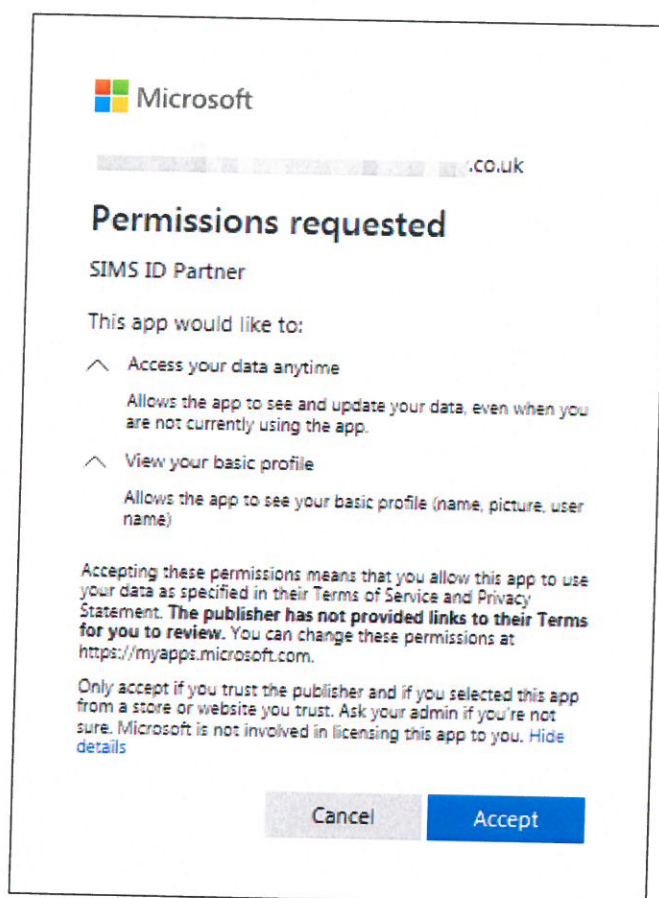 Microsoft
.co.uk
Permissions requested
SIMS ID Partner
This app would like to:
Access your data anytime
Allows the app to see and update your data, even when you
are not currently using the app.
View your basic profile
Allows the app to see your basic profile (name, picture, user
name)
Accepting these permissions means that you allow this app to use
your data as specified in their Terms of Service and Privacy
Statement. The publisher has not provided links to their Terms
for you to review. You can change these permissions at
https://myapps.microsoft.com.
Only accept if you trust the publisher and if you selected this app
from a store or website you trust. Ask your admin if you're not
sure. Microsoft is not involved in licensing this app to you. Hide
details
Cancel Accept